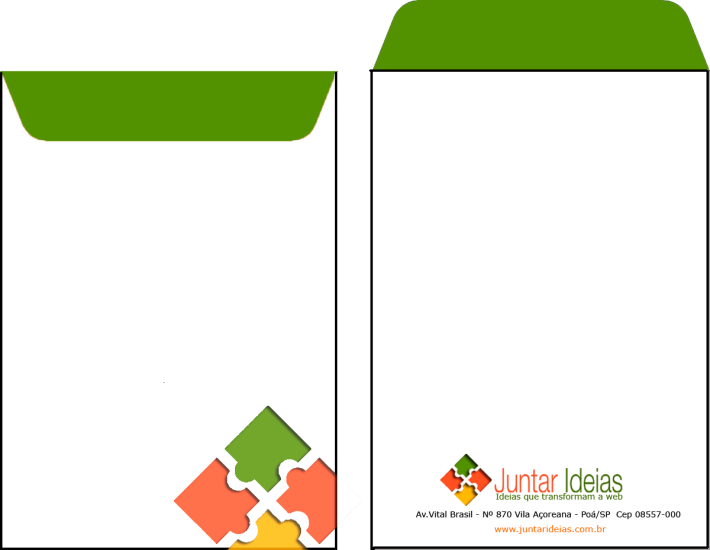 Juntar Ideias
Ideias que transformam a web
Av.Vital Brasil - Nº 870 Vila Açoreana - Poá/SP Cep 08557-000
www.juntarideias.com.br